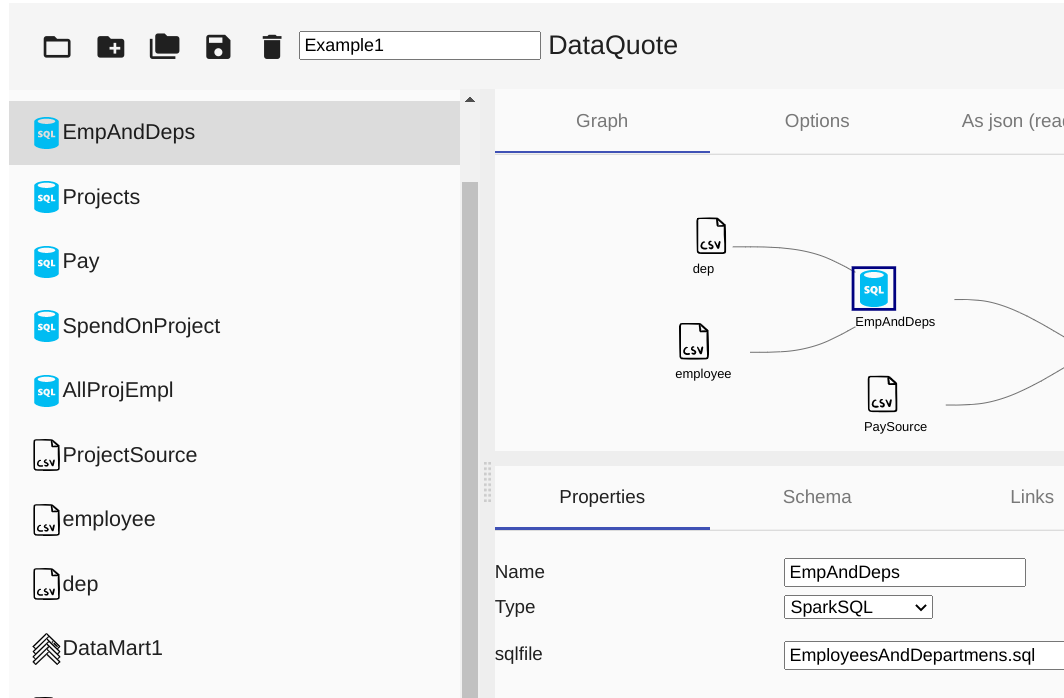 Example1 DataQuote
SQL EmpAndDeps
SQL Projects
SQL Pay
SQL SpendOnProject
SQL AllProjEmpl
CSV ProjectSource
CSV employee
CSV dep
DataMart1
Graph Options As json (rea
CSV
dep
SQL
EmpAndDeps
CSV
employee
CSV
PaySource
Properties Schema Links
Name EmpAndDeps
Type SparkSQL
sqlfile EmployeesAndDepartmens.sql